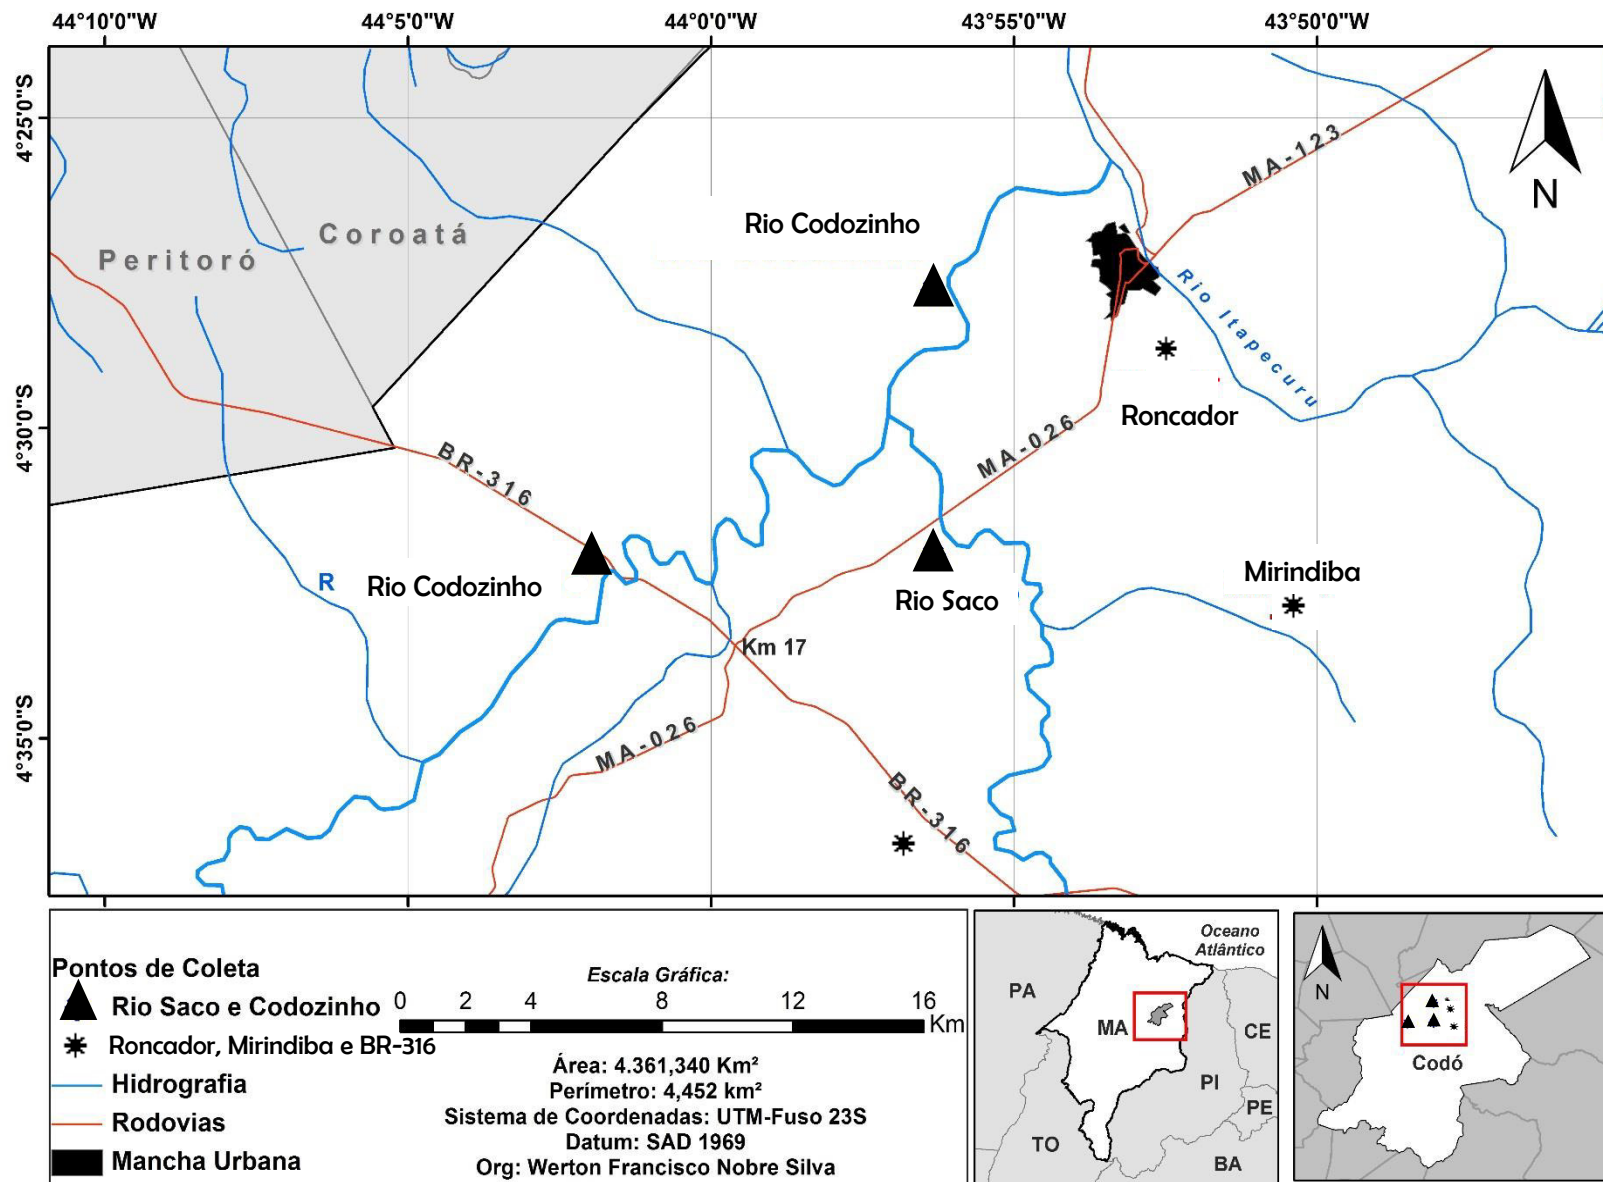 44°10'0"W
44°5'0"W
44°0'0"W
43°55'0"W
43°50'0"W
4°25'0"S
4°30'0"S
4°35'0"S
MA-123
N
Rio Codozinho
Coroatá
Peritoró
Rio Itapecuru
Roncador
MA-026
BR-316
Mirindiba
R
Rio Codozinho
Rio Saco
Km 17
MA-026
BR-316
Pontos de Coleta
Rio Saco e Codozinho
Roncador, Mirindiba e BR-316
Hidrografia
Rodovias
Mancha Urbana
Escala Gráfica:
0 2 4 8 12 16
Km
Área: 4.361,340 Km²
Perímetro: 4,452 km²
Sistema de Coordenadas: UTM-Fuso 23S
Datum: SAD 1969
Org: Werton Francisco Nobre Silva
Oceano
Atlântico
PA
MA
CE
PI
PE
TO
BA
N
Codó